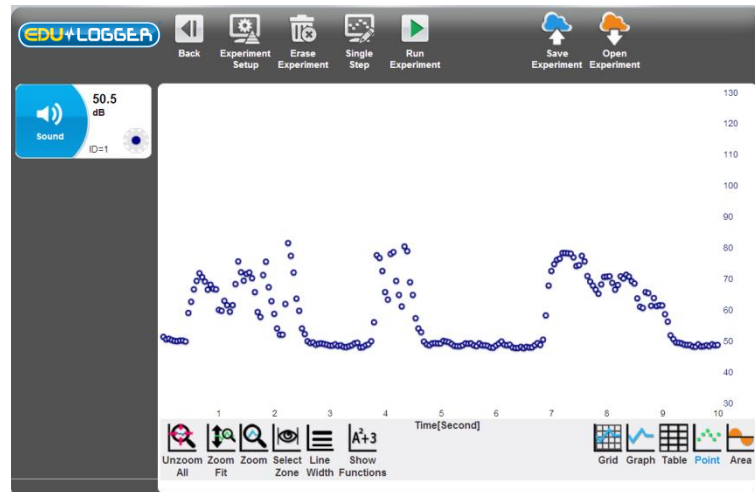 EDU LOGGER
Back
Experiment
Setup
Erase
Experiment
Single
Step
Run
Experiment
Save
Experiment
Open
Experiment
50.5
dB
Sound
ID=1
130
120
110
100
90
80
70
60
50
40
30
1 2 3 4 5 6 7 8 9 10
Time[Second]
Unzoom
All
Zoom
Fit
Zoom
Select
Zone
Line
Width
A²+3
Show
Functions
Grid
Graph
Table
Point
Area